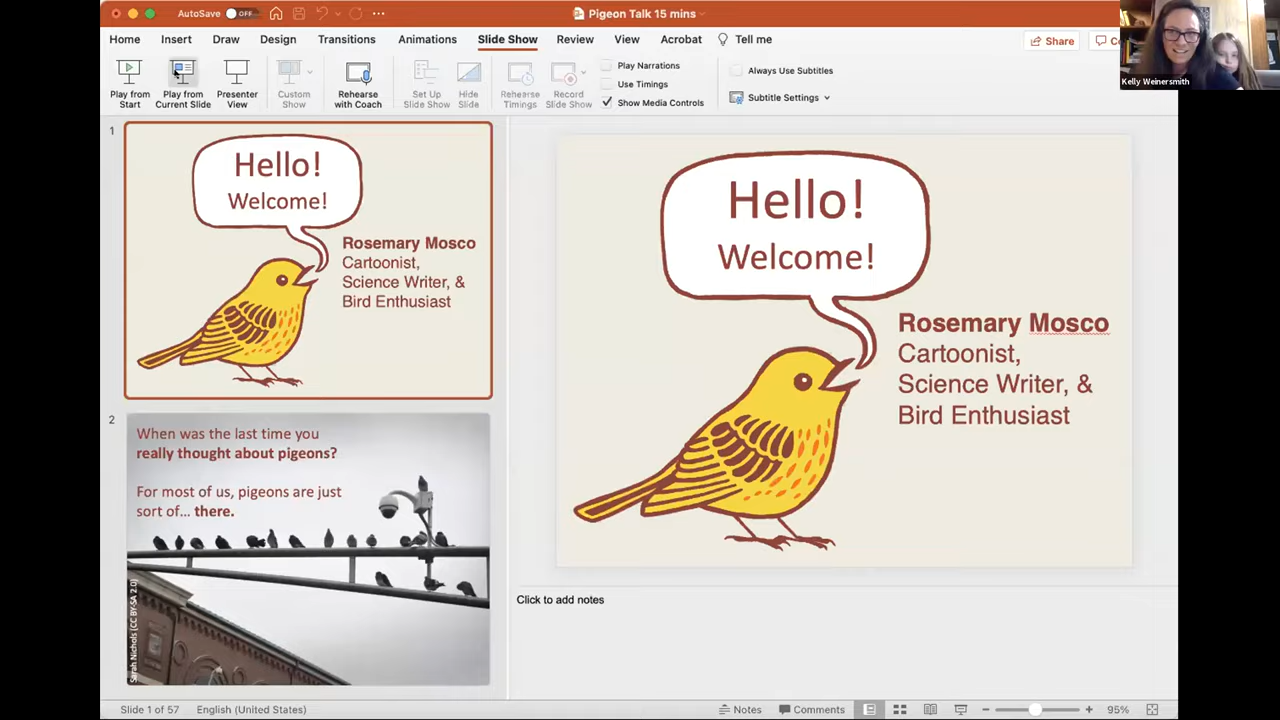 AutoSave OFF
Pigeon Talk 15 mins
Home Insert Draw Design Transitions Animations Slide Show Review View Acrobat Tell me
Share
Play from
Start
Play from
Current Slide
Presenter
View
Custom
Show
Rehearse
with Coach
Set Up
Slide Show
Hide
Slide
Rehearse
Timings
Record
Slide Show
Play Narrations
Use Timings
Show Media Controls
Always Use Subtitles
Subtitle Settings
Kelly Weinersmith
1
Hello!
Welcome!
Rosemary Mosco
Cartoonist,
Science Writer, &
Bird Enthusiast
2
When was the last time you
really thought about pigeons?
For most of us, pigeons are just
sort of... there.
Sarah Nichols (CC BY-SA 2.0)
Hello!
Welcome!
Rosemary Mosco
Cartoonist,
Science Writer, &
Bird Enthusiast
Click to add notes
Slide 1 of 57 English (United States)
Notes Comments
95%